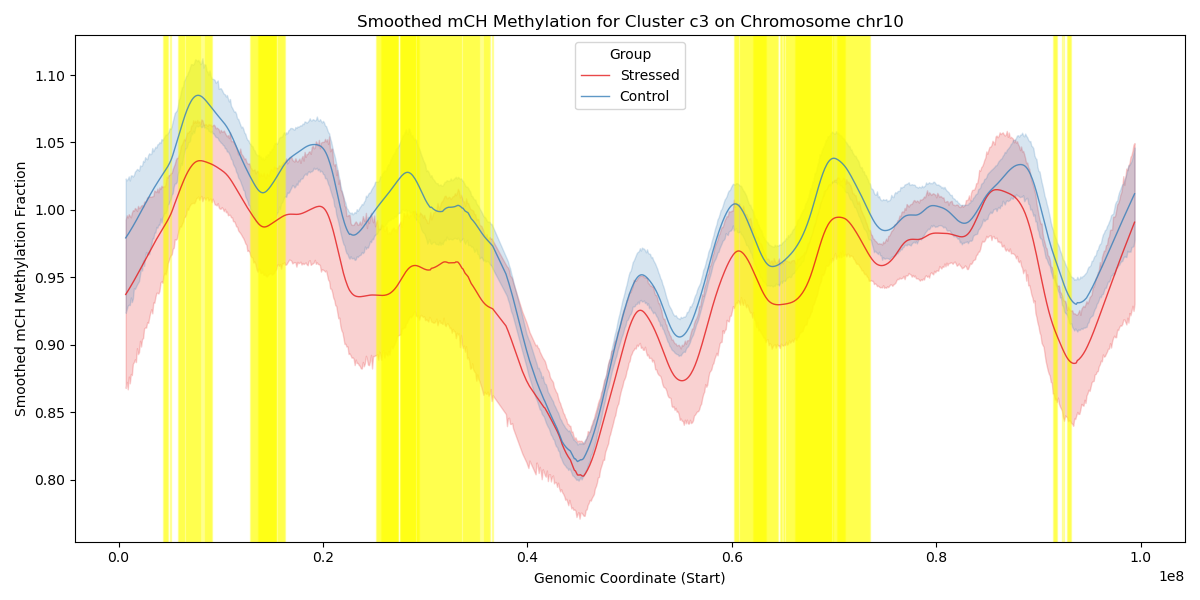 Smoothed mCH Methylation for Cluster c3 on Chromosome chr10
Group
Stressed
Control
Smoothed mCH Methylation Fraction
1.10
1.05
1.00
0.95
0.90
0.85
0.80
0.0
0.2
0.4
0.6
0.8
1.0
1e8
Genomic Coordinate (Start)